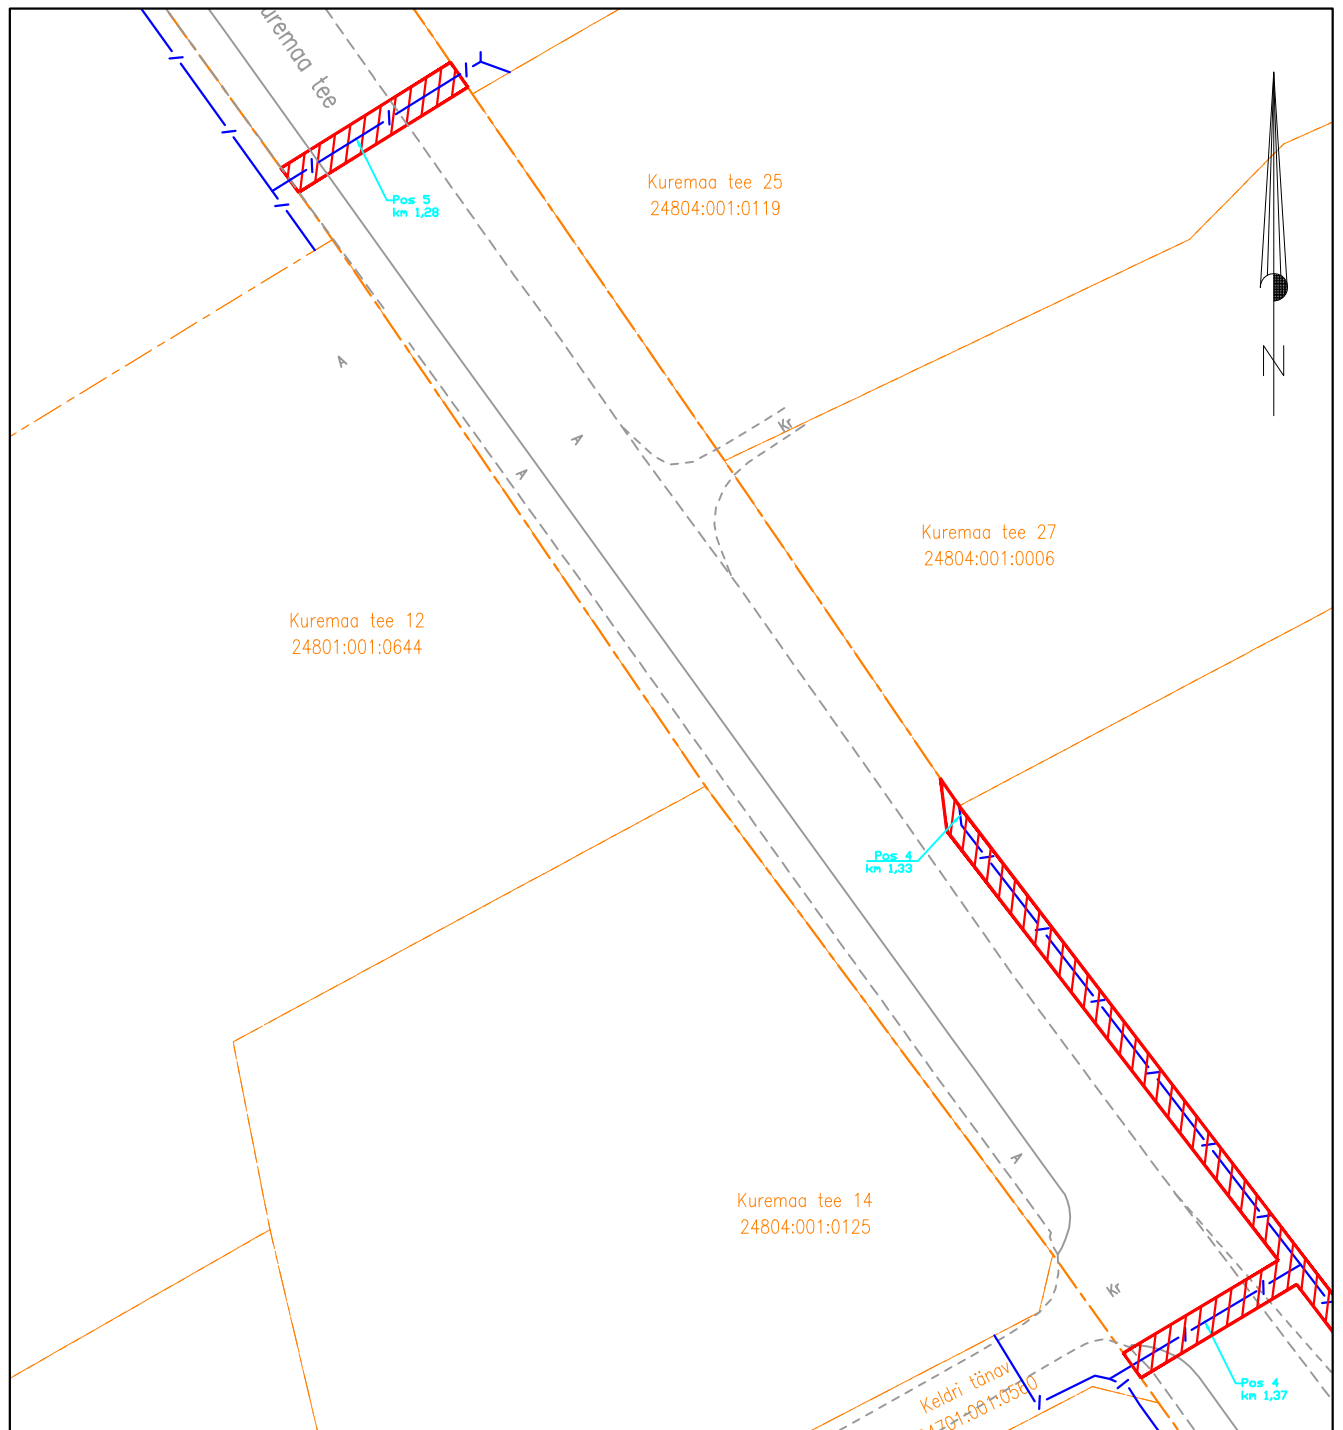 uremaa tee
Pos 5
km 1,28
Kuremaa tee 25
24804:001:0119
N
A
Kr
A
A
Kuremaa tee 27
24804:001:0006
Kuremaa tee 12
24801:001:0644
Pos 4
km 1,33
A
Kuremaa tee 14
24804:001:0125
Kr
Keldri tänav
Pos 4
km 1,37